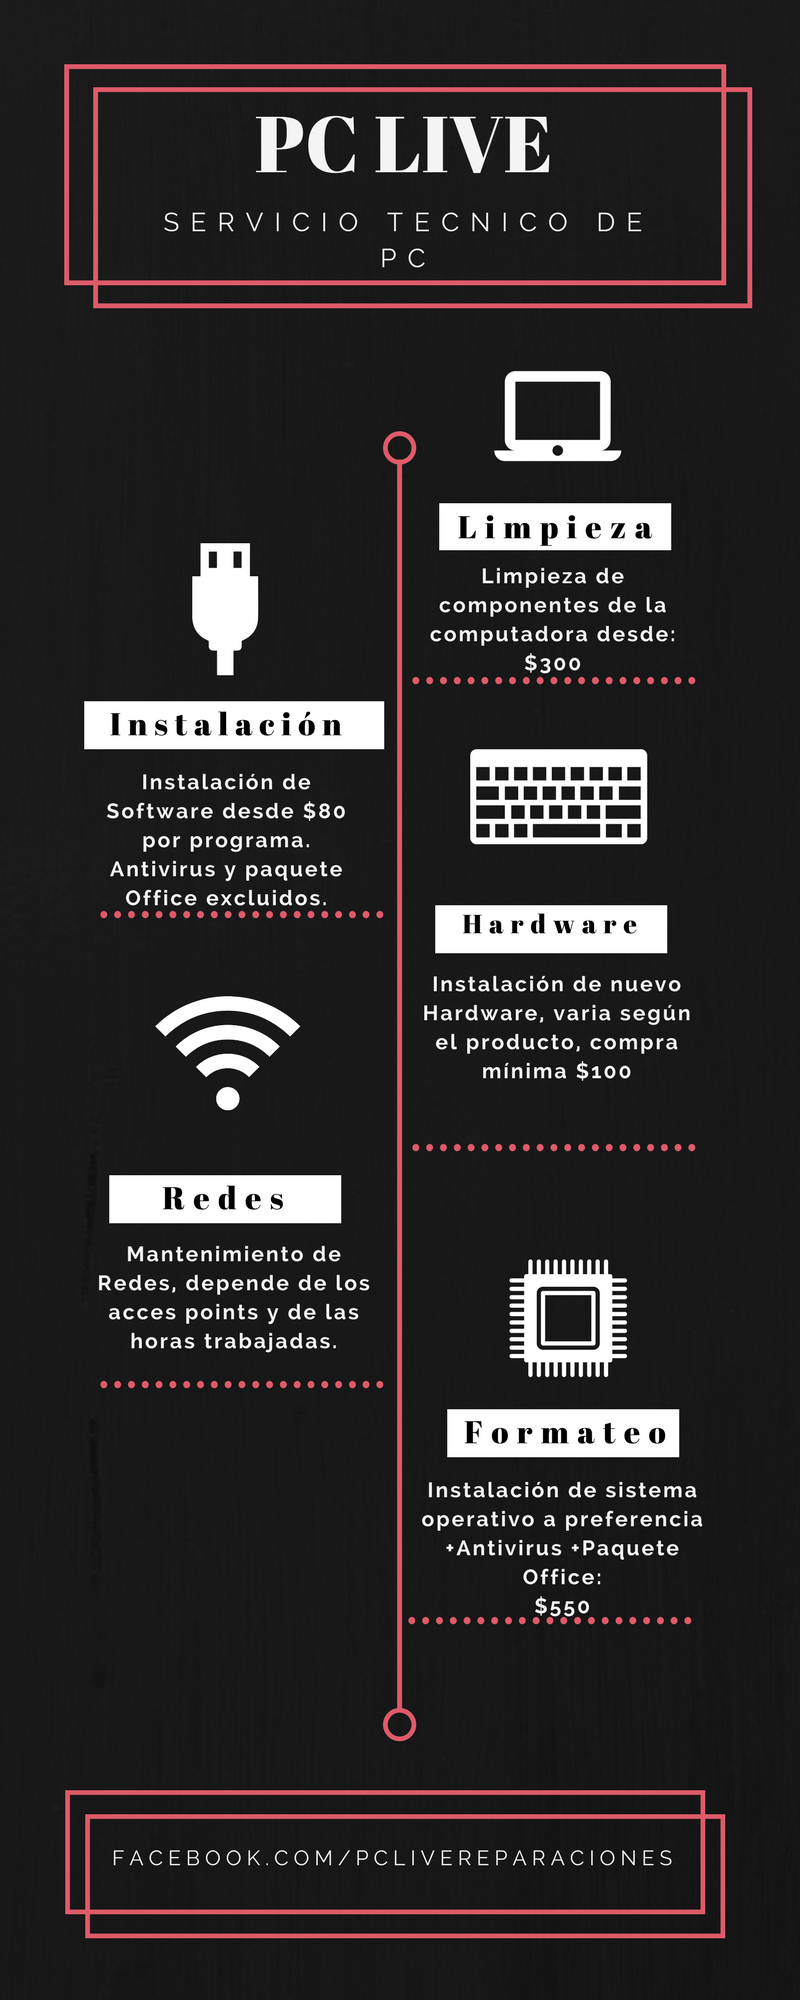 PC LIVE
SERVICIO TECNICO DE
PC
Limpieza
Limpieza de
componentes de la
computadora desde:
$300
Instalación
Instalación de
Software desde $80
por programa.
Antivirus y paquete
Office excluidos.
Hardware
Instalación de nuevo
Hardware, varia según
el producto, compra
mínima $100
Redes
Mantenimiento de
Redes, depende de los
acces points y de las
horas trabajadas.
Formateo
Instalación de sistema
operativo a preferencia
+Antivirus +Paquete
Office:
$550
FACEBOOK.COM/PCLIVEREPARACIONES